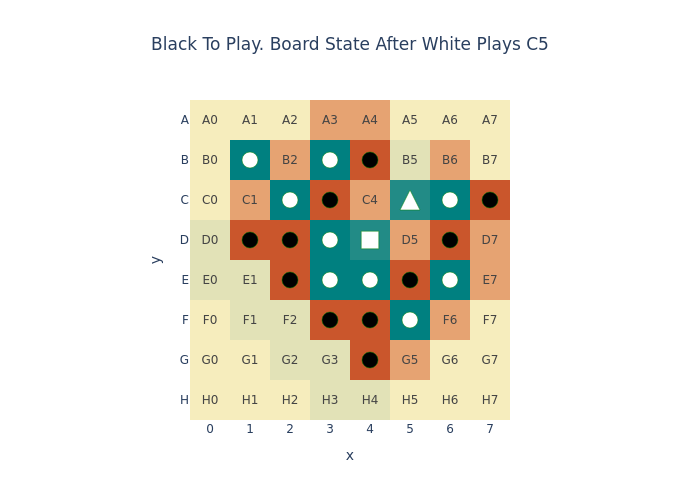 Black To Play. Board State After White Plays C5
A A0 A1 A2 A3 A4 A5 A6 A7
B B0 B2 B5 B6 B7
C C0 C1 C4
D D0 D5 D7
E E0 E1 E7
F F0 F1 F2 F6 F7
G G0 G1 G2 G3 G5 G6 G7
H H0 H1 H2 H3 H4 H5 H6 H7
0 1 2 3 4 5 6 7
y
x